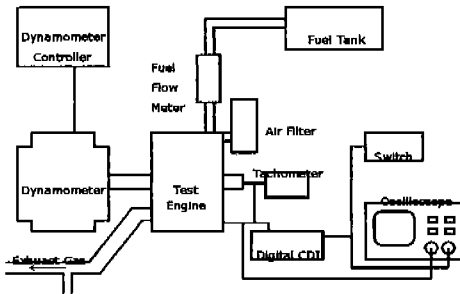 Dynamometer
Controller
Fuel Tank
Fuel
Flow
Meter
Air Filter
Tachometer
Switch
Dynamometer
Test
Engine
Oscilloscope
Digital CDI
Exhaust Gas